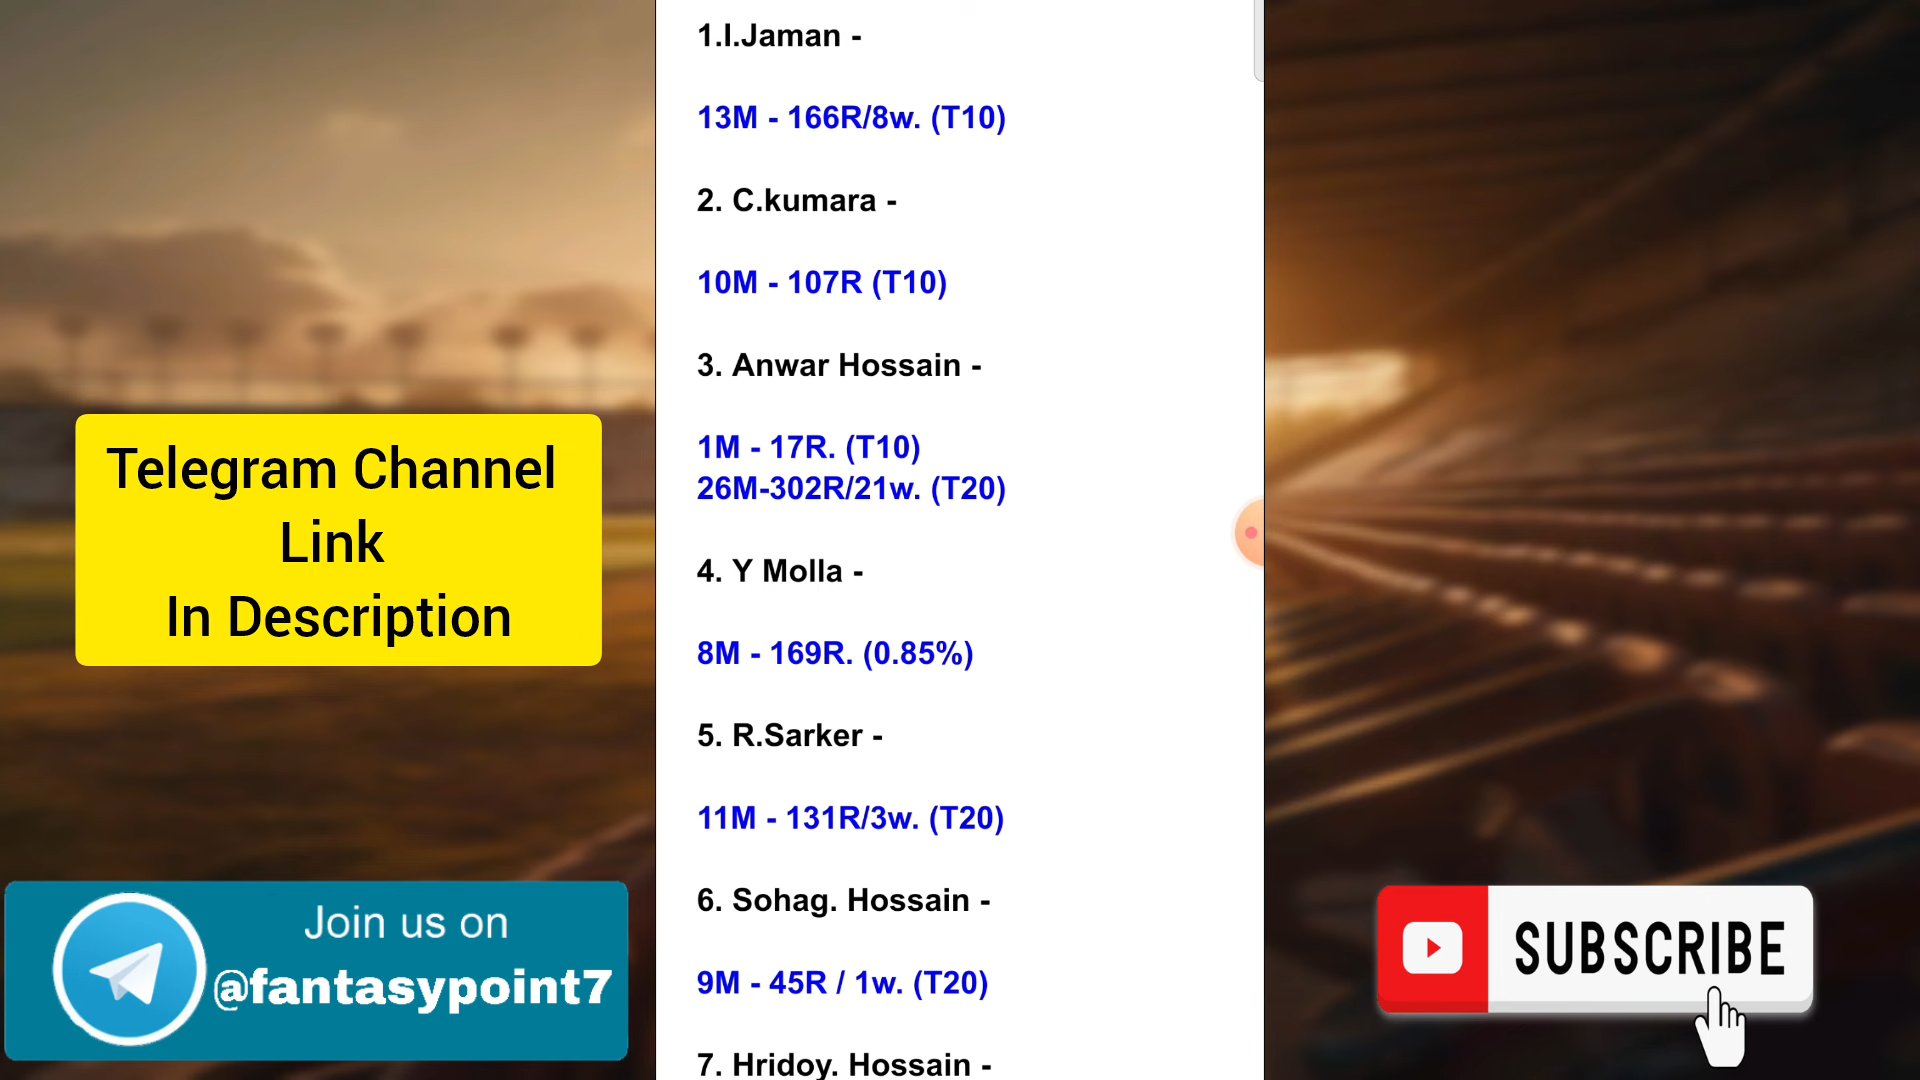 1.I.Jaman -
13M - 166R/8w. (T10)
2. C.kumara -
10M - 107R (T10)
3. Anwar Hossain -
1M - 17R. (T10)
26M-302R/21w. (T20)
4. Y Molla -
8M - 169R. (0.85%)
5. R.Sarker -
11M - 131R/3w. (T20)
6. Sohag. Hossain -
9M - 45R / 1w. (T20)
7. Hridoy. Hossain -
Telegram Channel
Link
In Description
Join us on
@fantasypoint7
SUBSCRIBE